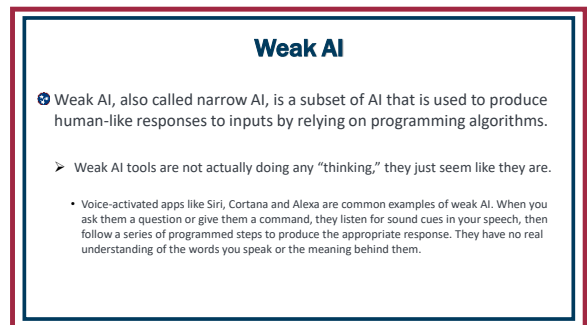 Weak AI
Weak AI, also called narrow AI, is a subset of AI that is used to produce
human-like responses to inputs by relying on programming algorithms.
➢ Weak AI tools are not actually doing any “thinking,” they just seem like they are.
• Voice-activated apps like Siri, Cortana and Alexa are common examples of weak AI. When you
ask them a question or give them a command, they listen for sound cues in your speech, then
follow a series of programmed steps to produce the appropriate response. They have no real
understanding of the words you speak or the meaning behind them.